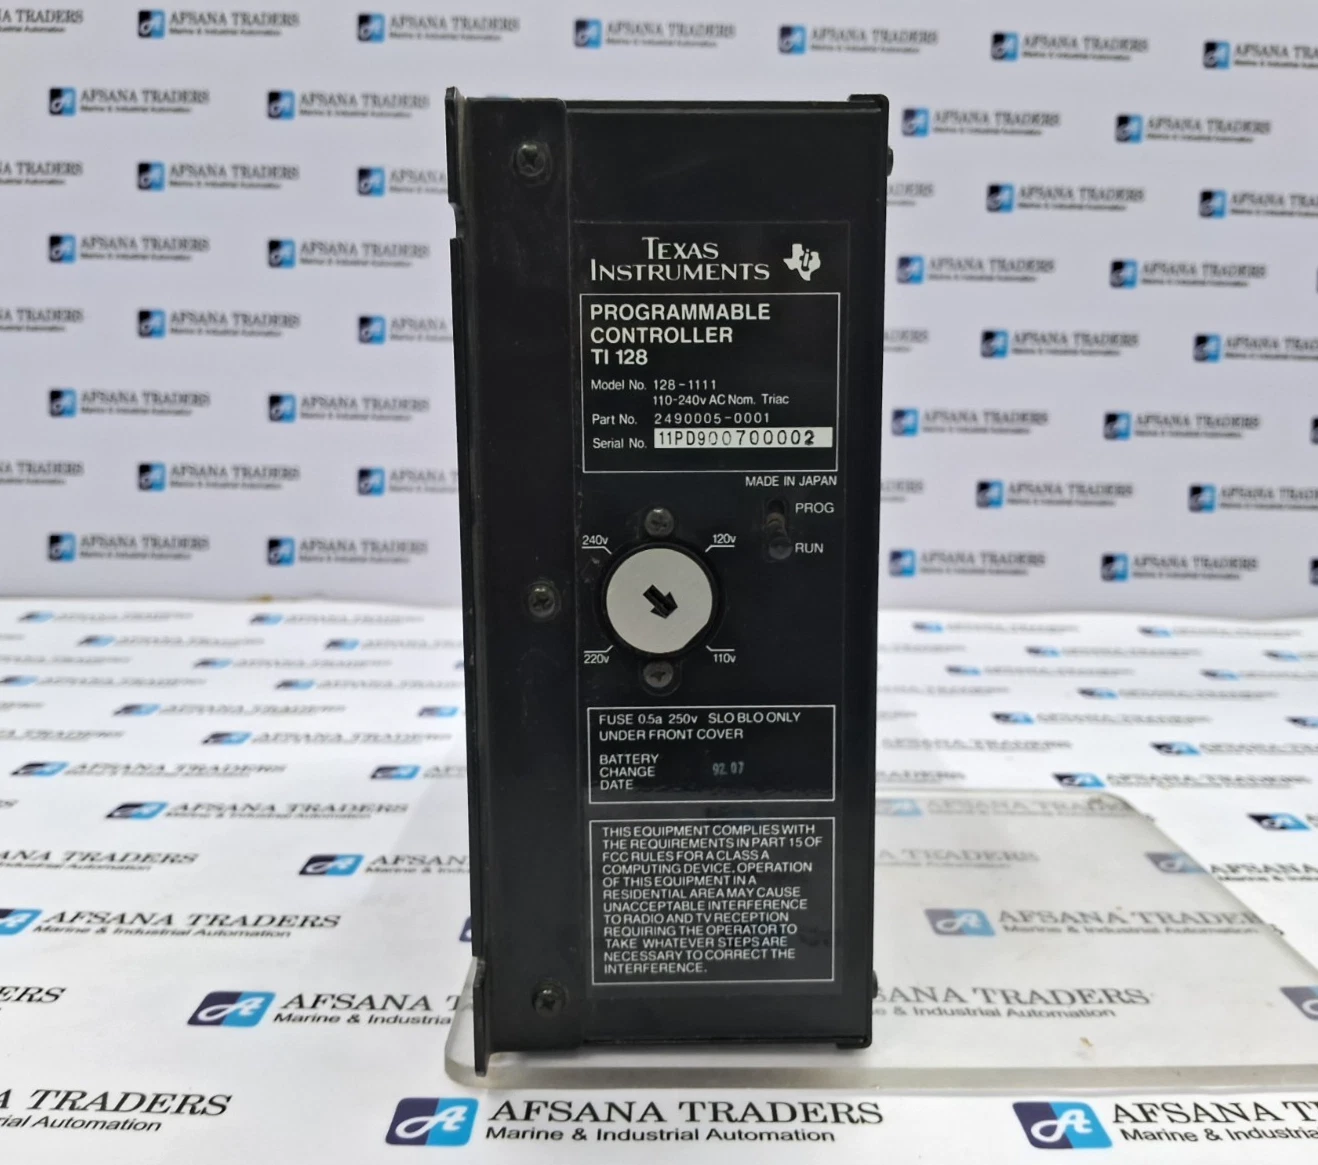 TEXAS
INSTRUMENTS
PROGRAMMABLE
CONTROLLER
TI 128
Model No. 128-1111
110-240v AC Nom. Triac
Part No. 2490005-0001
Serial No. 11PD900700002
MADE IN JAPAN
PROG
RUN
240v
120v
220v
110v
FUSE 0.5a 250v SLO BLO ONLY
UNDER FRONT COVER
BATTERY
CHANGE 92 07
DATE
THIS EQUIPMENT COMPLIES WITH
THE REQUIREMENTS IN PART 15 OF
FCC RULES FOR A CLASS A
COMPUTING DEVICE. OPERATION
OF THIS EQUIPMENT IN A
RESIDENTIAL AREA MAY CAUSE
UNACCEPTABLE INTERFERENCE
TO RADIO AND TV RECEPTION
REQUIRING THE OPERATOR TO
TAKE WHATEVER STEPS ARE
NECESSARY TO CORRECT THE
INTERFERENCE.
AFSANA TRADERS
Marine & Industrial Automation